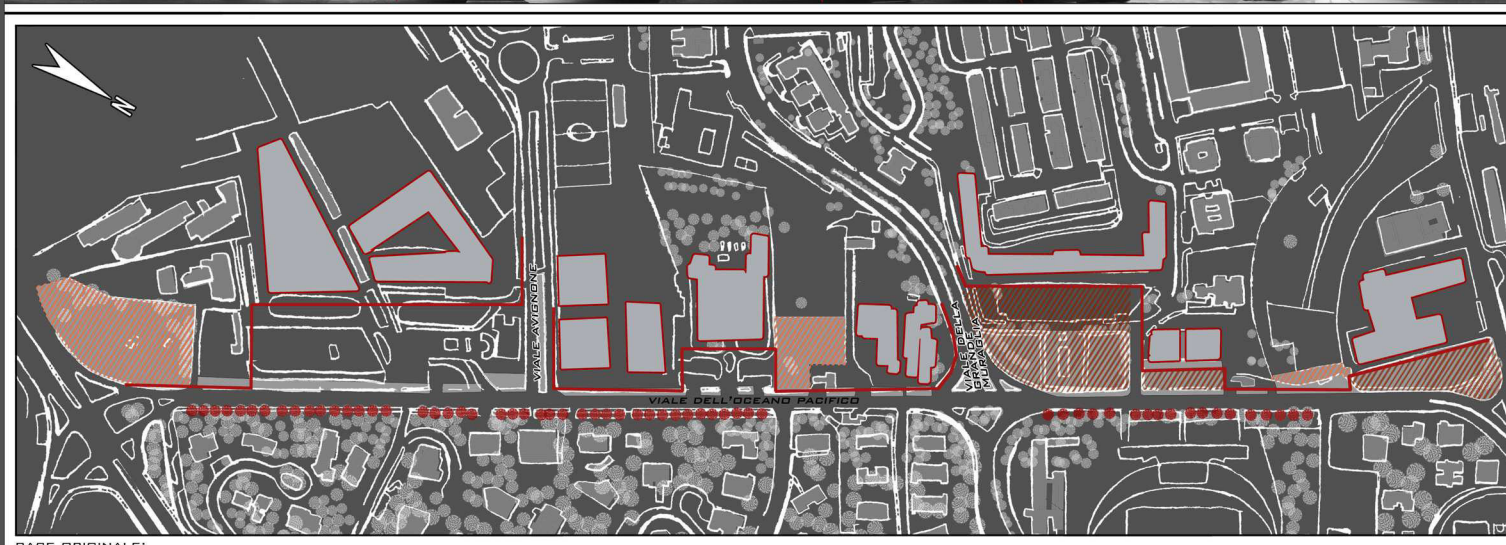 N
VIALE AVIGNONE
VIALE DELLA
GRANDE
MURAGLIA
VIALE DELL'OCEANO PACIFICO